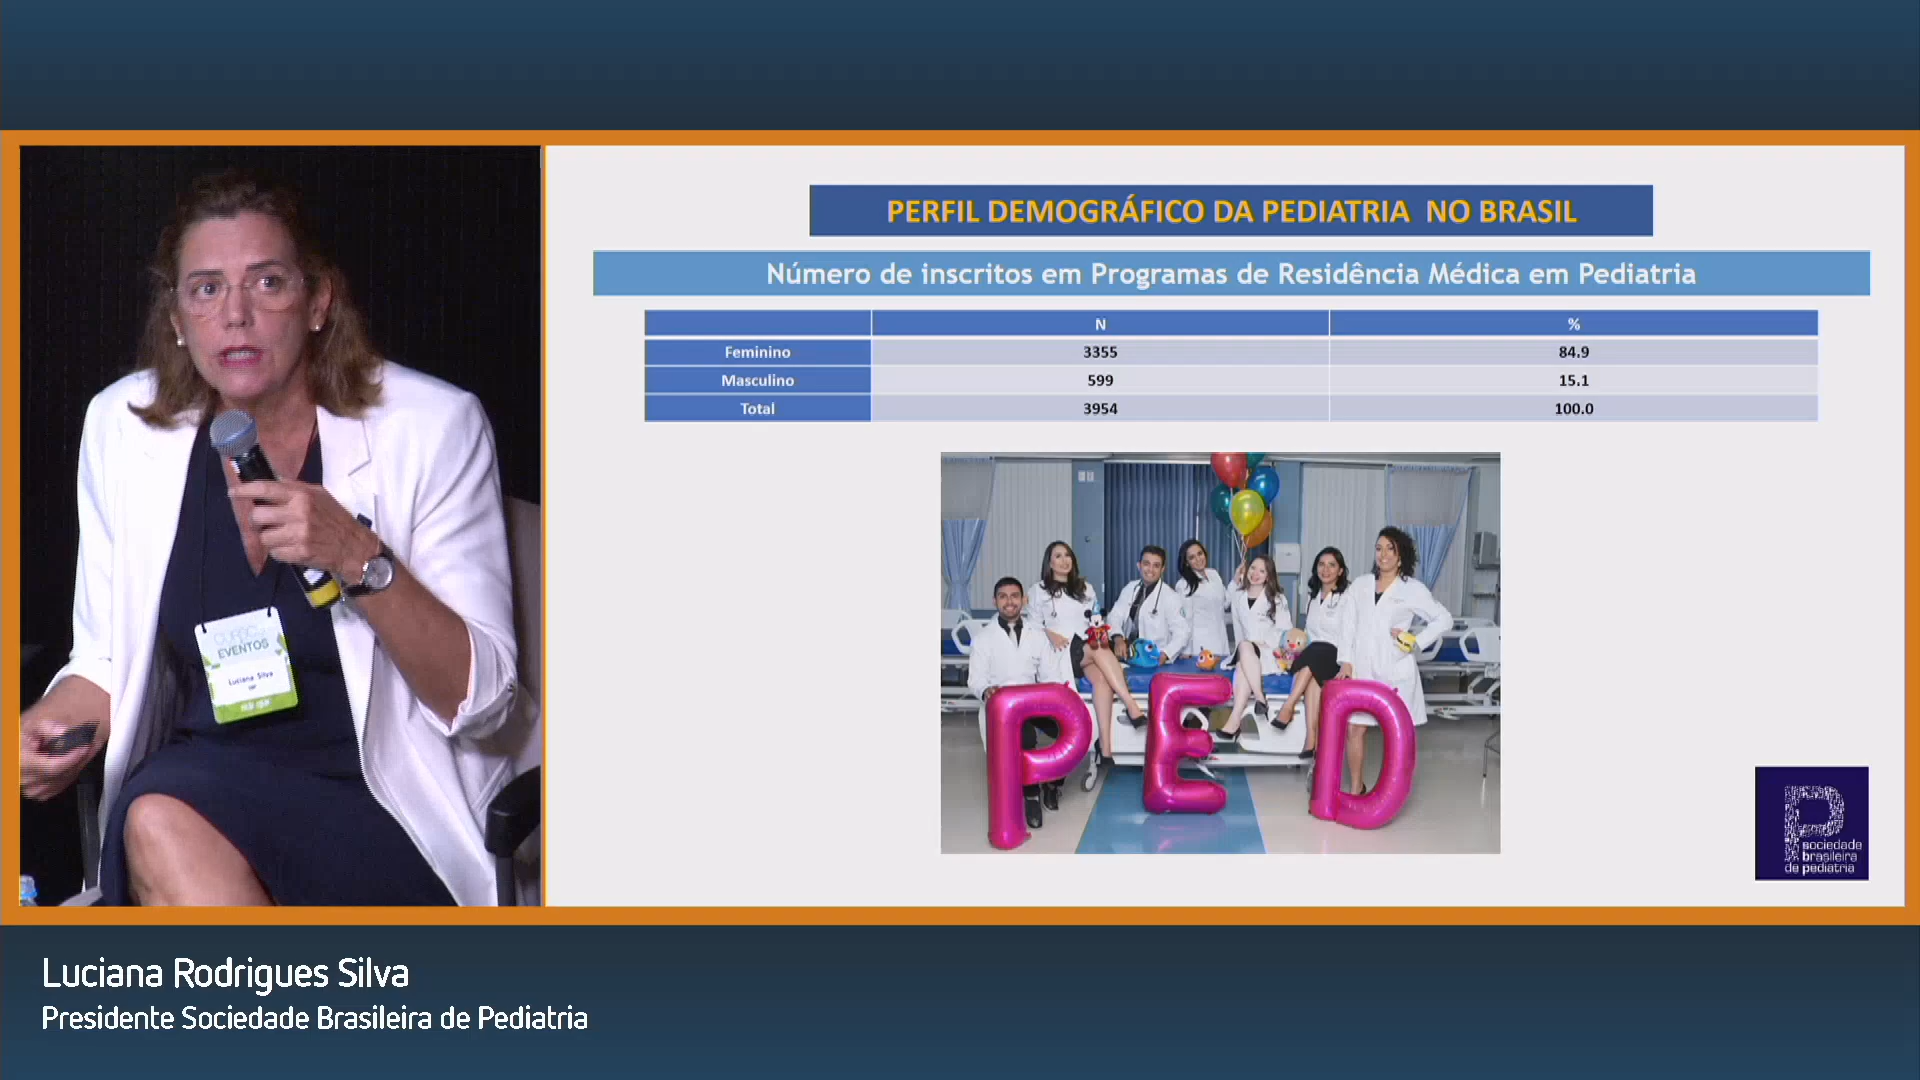 PERFIL DEMOGRÁFICO DA PEDIATRIA NO BRASIL
Número de inscritos em Programas de Residência Médica em Pediatria
N %
Feminino 3355 84.9
Masculino 599 15.1
Total 3954 100.0
PED
sociedade
brasileira
de pediatria
EVENTOS
Luciana Silva
Luciana Rodrigues Silva
Presidente Sociedade Brasileira de Pediatria